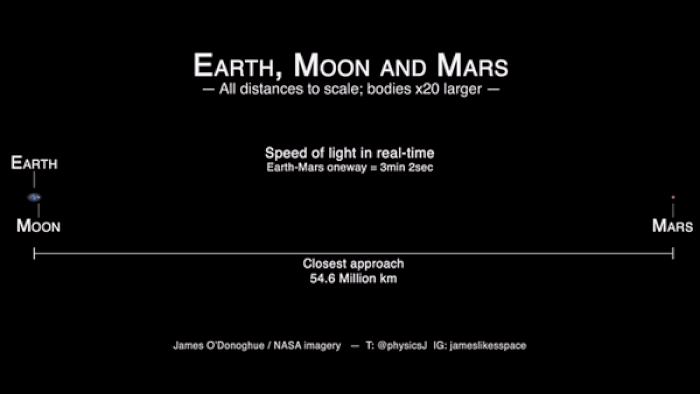 EARTH, MOON AND MARS
— All distances to scale; bodies x20 larger —
Speed of light in real-time
Earth-Mars oneway = 3min 2sec
EARTH
MOON
MARS
Closest approach
54.6 Million km
James O'Donoghue / NASA imagery — T: @physicsJ IG: jameslikesspace